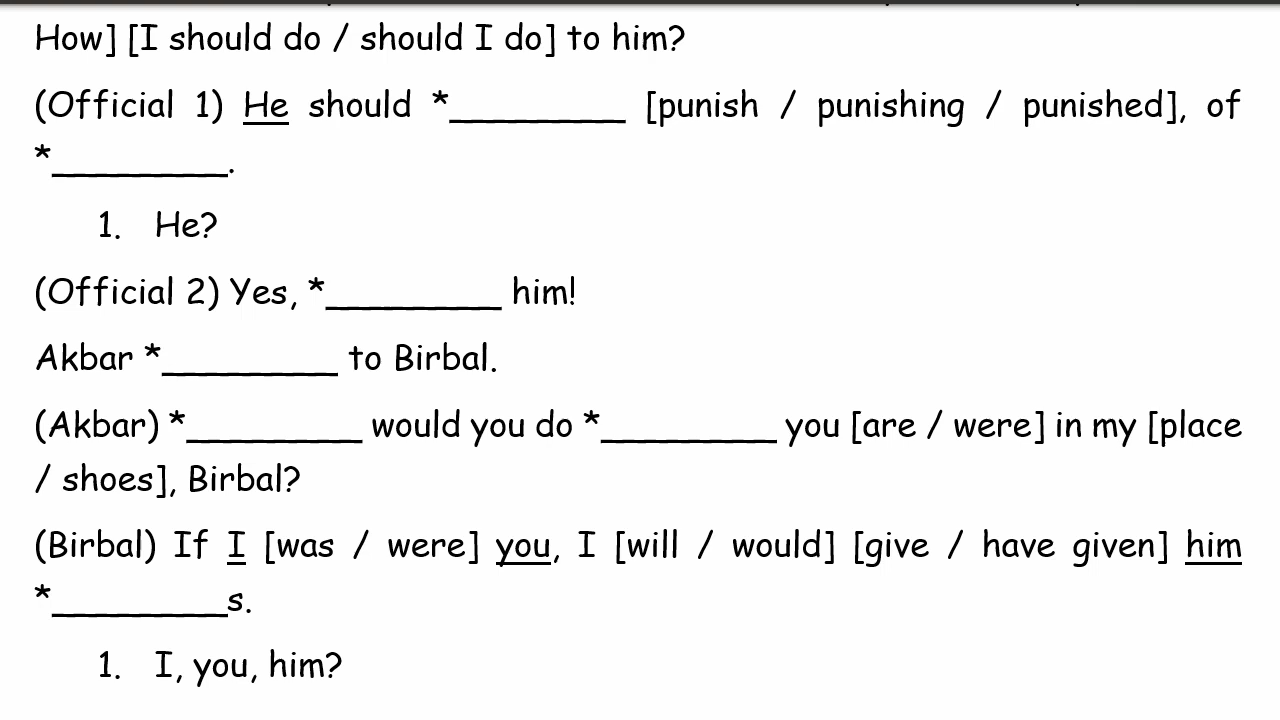 How] [I should do / should I do] to him?
(Official 1) He should *________ [punish / punishing / punished], of
*________.
1. He?
(Official 2) Yes, *________ him!
Akbar *________ to Birbal.
(Akbar) *________ would you do *________ you [are / were] in my [place
/ shoes], Birbal?
(Birbal) If I [was / were] you, I [will / would] [give / have given] him
*________s.
1. I, you, him?